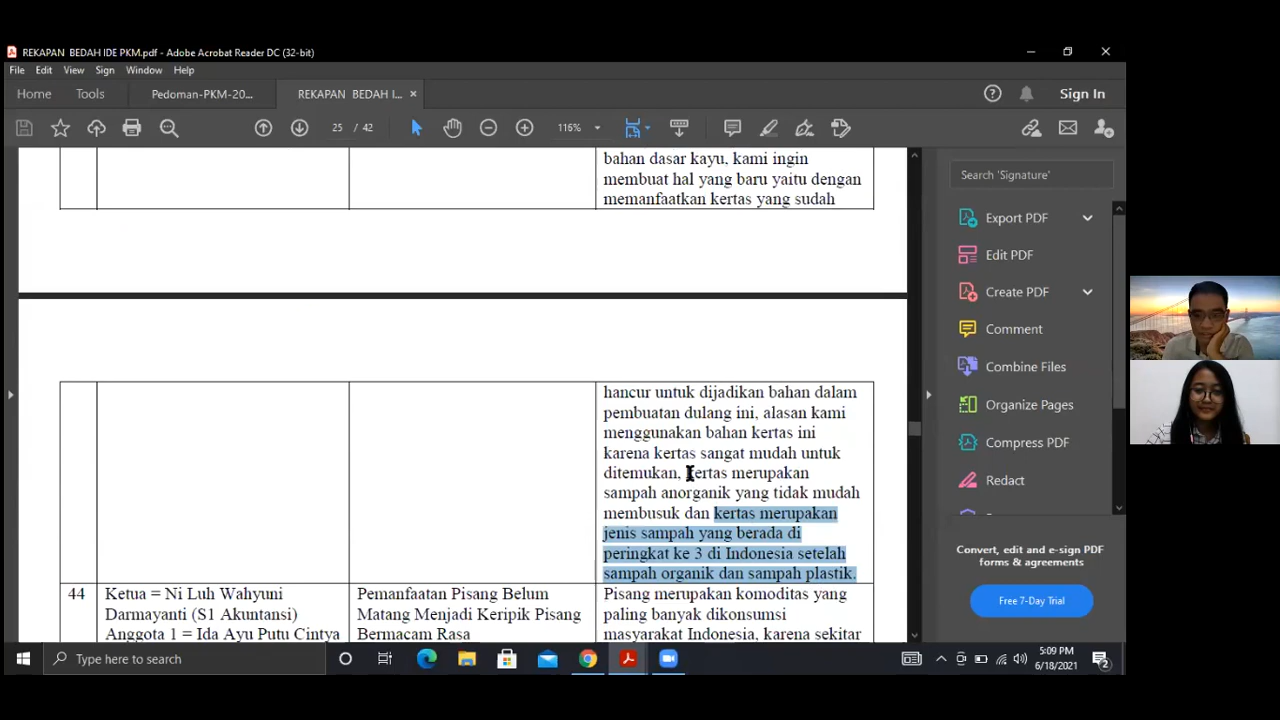 REKAPAN BEDAH IDE PKM.pdf - Adobe Acrobat Reader DC (32-bit)
File Edit View Sign Window Help
Home Tools Pedoman-PKM-20... REKAPAN BEDAH I... × Sign In
25 / 42 116%
bahan dasar kayu, kami ingin
membuat hal yang baru yaitu dengan
memanfaatkan kertas yang sudah
hancur untuk dijadikan bahan dalam
pembuatan dulang ini, alasan kami
menggunakan bahan kertas ini
karena kertas sangat mudah untuk
ditemukan, kertas merupakan
sampah anorganik yang tidak mudah
membusuk dan kertas merupakan
jenis sampah yang berada di
peringkat ke 3 di Indonesia setelah
sampah organik dan sampah plastik.
44
Ketua = Ni Luh Wahyuni
Darmayanti (S1 Akuntansi)
Anggota 1 = Ida Ayu Putu Cintya
Pemanfaatan Pisang Belum
Matang Menjadi Keripik Pisang
Bermacam Rasa
Pisang merupakan komoditas yang
paling banyak dikonsumsi
masyarakat Indonesia, karena sekitar
Search 'Signature'
Export PDF
Edit PDF
Create PDF
Comment
Combine Files
Organize Pages
Compress PDF
Redact
Convert, edit and e-sign PDF
forms & agreements
Free 7-Day Trial
Type here to search
5:09 PM
6/18/2021
2